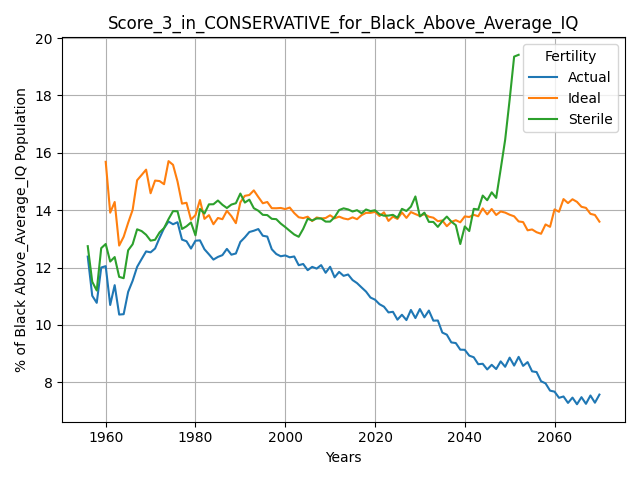 Score_3_in_CONSERVATIVE_for_Black_Above_Average_IQ
% of Black Above_Average_IQ Population
20
18
16
14
12
10
8
Fertility
Actual
Ideal
Sterile
1960 1980 2000 2020 2040 2060
Years